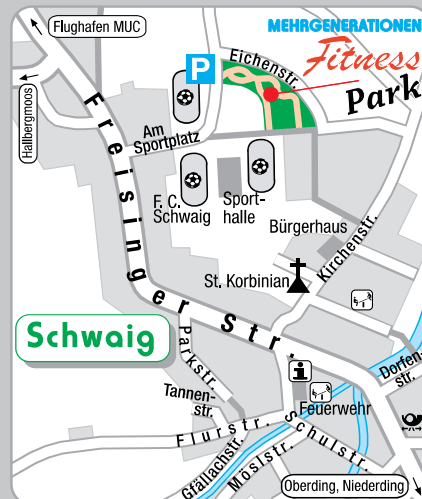 Flughafen MUC
MEHRGENERATIONEN
Fitness
Park
Eichenstr.
P
Hallbergmoos
Am
Sportplatz
Freisinger Str.
F. C.
Schwaig
Sport-
halle
Bürgerhaus
Kirchenstr.
St. Korbinian
Schwaig
Parkstr.
i
Dorfen-
str.
Tannen-
str.
Feuerwehr
Flurstr.
Schulstr.
Gfällachstr.
Möslstr.
Oberding, Niederding